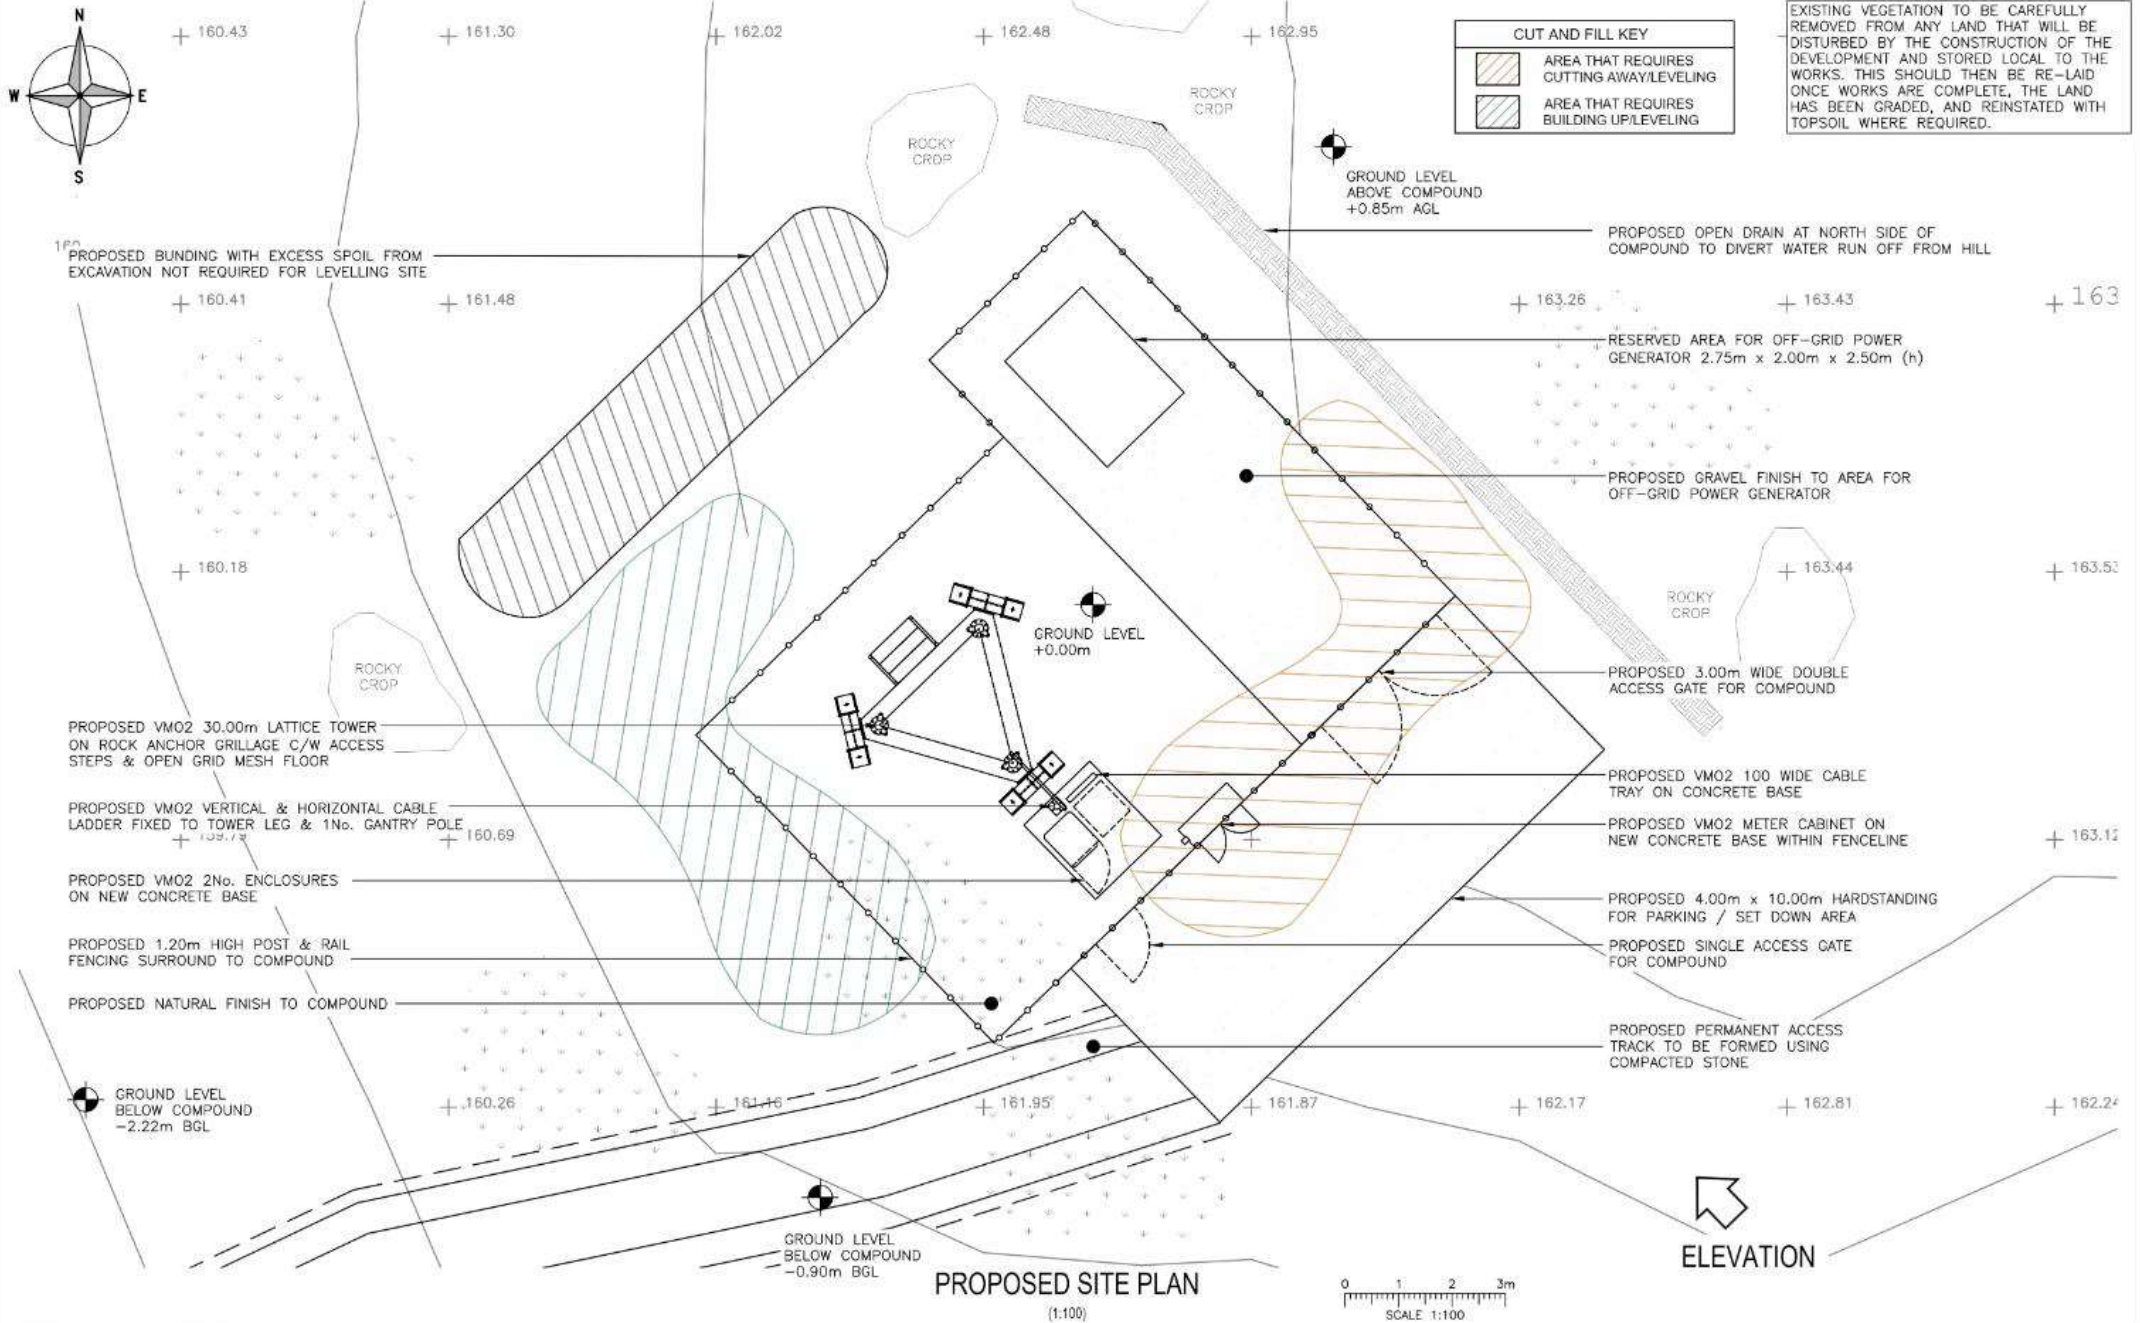 N
W
E
S
160.43
161.30
162.02
162.48
162.95
CUT AND FILL KEY
AREA THAT REQUIRES
CUTTING AWAY/LEVELING
AREA THAT REQUIRES
BUILDING UP/LEVELING
EXISTING VEGETATION TO BE CAREFULLY
REMOVED FROM ANY LAND THAT WILL BE
DISTURBED BY THE CONSTRUCTION OF THE
DEVELOPMENT AND STORED LOCAL TO THE
WORKS. THIS SHOULD THEN BE RE-LAID
ONCE WORKS ARE COMPLETE, THE LAND
HAS BEEN GRADED, AND REINSTATED WITH
TOPSOIL WHERE REQUIRED.
ROCKY
CROP
ROCKY
CROP
GROUND LEVEL
ABOVE COMPOUND
+0.85m AGL
PROPOSED BUNDING WITH EXCESS SPOIL FROM
EXCAVATION NOT REQUIRED FOR LEVELLING SITE
PROPOSED OPEN DRAIN AT NORTH SIDE OF
COMPOUND TO DIVERT WATER RUN OFF FROM HILL
160.41
161.48
163.26
163.43
163
RESERVED AREA FOR OFF-GRID POWER
GENERATOR 2.75m x 2.00m x 2.50m (h)
PROPOSED GRAVEL FINISH TO AREA FOR
OFF-GRID POWER GENERATOR
160.18
163.44
163.53
ROCKY
CROP
GROUND LEVEL
+0.00m
ROCKY
CROP
PROPOSED 3.00m WIDE DOUBLE
ACCESS GATE FOR COMPOUND
PROPOSED VMO2 30.00m LATTICE TOWER
ON ROCK ANCHOR GRILLAGE C/W ACCESS
STEPS & OPEN GRID MESH FLOOR
PROPOSED VMO2 100 WIDE CABLE
TRAY ON CONCRETE BASE
PROPOSED VMO2 VERTICAL & HORIZONTAL CABLE
LADDER FIXED TO TOWER LEG & 1No. GANTRY POLE
PROPOSED VMO2 METER CABINET ON
NEW CONCRETE BASE WITHIN FENCELINE
159.79
160.69
163.12
PROPOSED VMO2 2No. ENCLOSURES
ON NEW CONCRETE BASE
PROPOSED 4.00m x 10.00m HARDSTANDING
FOR PARKING / SET DOWN AREA
PROPOSED 1.20m HIGH POST & RAIL
FENCING SURROUND TO COMPOUND
PROPOSED SINGLE ACCESS GATE
FOR COMPOUND
PROPOSED NATURAL FINISH TO COMPOUND
PROPOSED PERMANENT ACCESS
TRACK TO BE FORMED USING
COMPACTED STONE
GROUND LEVEL
BELOW COMPOUND
-2.22m BGL
160.26
161.16
161.95
161.87
162.17
162.81
162.24
GROUND LEVEL
BELOW COMPOUND
-0.90m BGL
ELEVATION
PROPOSED SITE PLAN
(1:100)
0 1 2 3m
SCALE 1:100